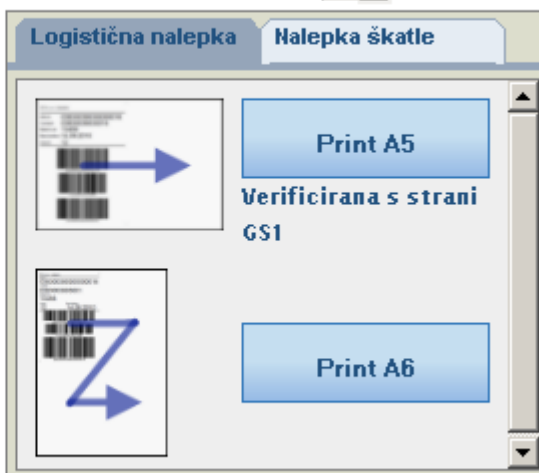 Logistična nalepka
Nalepka škatle
Print A5
Verificirana s strani
GS1
Print A6